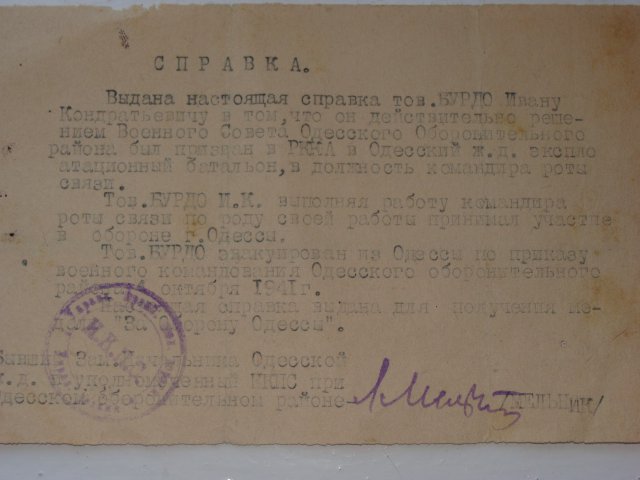 СПРАВКА.
Выдана настоящая справка тов.БУРДО Ивану
Кондратьевичу в том,что он действительно реше-
нием Военного Совета Одесского Оборонительного
района был призван в РККА в Одесский ж.д. экспло
атационный батальон,в должность командира роты
связи.
Тов.БУРДО И.К. выполняя работу командира
роты связи по роду своей работы принимал участие
в обороне г.Одессы.
Тов.БУРДО эвакуирован из Одессы по приказу
военного командования Одесского оборонительного
района октября 1941г.
Настоящая справка выдана для получения ме-
дали "За оборону Одессы".
Бывший Зам.Начальника Одесской
ж.д. и уполномоченный НКПС при
Одесском оборонительном районе- /МЕЛЬНИК/